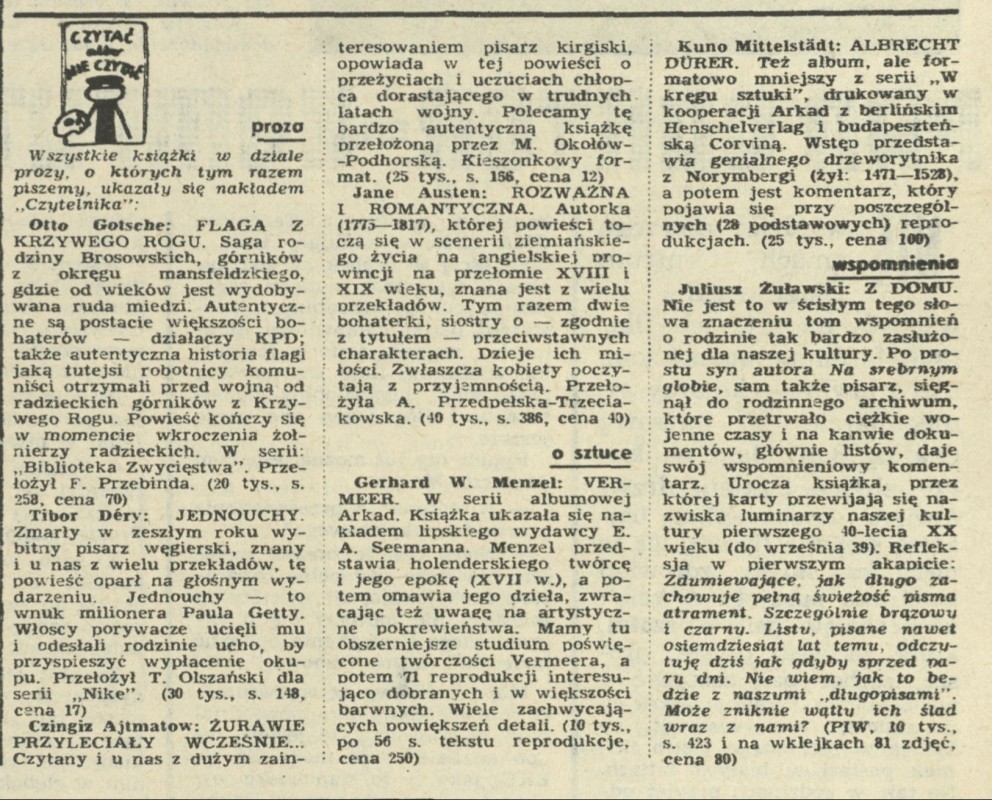 CZYTAĆ
albo
NIE CZYTAĆ
proza
Wszystkie książki w dziale
prozy, o których tym razem
piszemy, ukazały się nakładem
„Czytelnika":
Otto Gotsche: FLAGA Z
KRZYWEGO ROGU. Saga ro-
dziny Brosowskich, górników
z okręgu mansfeldzkiego,
gdzie od wieków jest wydoby-
wana ruda miedzi. Autentycz-
ne są postacie większości bo-
haterów — działaczy KPD;
także autentyczna historia flagi
jaką tutejsi robotnicy komu-
niści otrzymali przed wojną od
radzieckich górników z Krzy-
wego Rogu. Powieść kończy się
w momencie wkroczenia żoł-
nierzy radzieckich. W serii:
„Biblioteka Zwycięstwa". Prze-
łożył F. Przebinda. (20 tys., s.
258, cena 70)
Tibor Déry: JEDNOUCHY.
Zmarły w zeszłym roku wy-
bitny pisarz węgierski, znany
i u nas z wielu przekładów, tę
powieść oparł na głośnym wy-
darzeniu. Jednouchy — to
wnuk milionera Paula Getty.
Włoscy porywacze ucięli mu
i odesłali rodzinie ucho, by
przyspieszyć wypłacenie oku-
pu. Przełożył T. Olszański dla
serii „Nike". (30 tys., s. 148,
cena 17)
Czingiz Ajtmatow: ŻURAWIE
PRZYLECIAŁY WCZEŚNIE...
Czytany i u nas z dużym zain-
teresowaniem pisarz kirgiski,
opowiada w tej powieści o
przeżyciach i uczuciach chłop-
ca dorastającego w trudnych
latach wojny. Polecamy tę
bardzo autentyczną książkę
przełożoną przez M. Okołów-
-Podhorską. Kieszonkowy for-
mat. (25 tys., s. 156, cena 12)
Jane Austen: ROZWAŻNA
I ROMANTYCZNA. Autorka
(1775—1817), której powieści to-
czą się w scenerii ziemiańskie-
go życia na angielskiej pro-
wincji na przełomie XVIII i
XIX wieku, znana jest z wielu
przekładów. Tym razem dwie
bohaterki, siostry o — zgodnie
z tytułem — przeciwstawnych
charakterach. Dzieje ich mi-
łości. Zwłaszcza kobiety poczy-
tają z przyjemnością. Przeło-
żyła A. Przedpełska-Trzecia-
kowska. (40 tys., s. 386, cena 40)
o sztuce
Gerhard W. Menzel: VER-
MEER. W serii albumowej
Arkad. Książka ukazała się na-
kładem lipskiego wydawcy E.
A. Seemanna. Menzel przed-
stawia holenderskiego twórcę
i jego epokę (XVII w.), a po-
tem omawia jego dzieła, zwra-
cając też uwagę na artystycz-
ne pokrewieństwa. Mamy tu
obszerniejsze studium poświę-
cone twórczości Vermeera, a
potem 71 reprodukcji interesu-
jąco dobranych i w większości
barwnych. Wiele zachwycają-
cych powiększeń detali. (10 tys.,
po 56 s. tekstu reprodukcje,
cena 250)
Kuno Mittelstädt: ALBRECHT
DÜRER. Też album, ale for-
matowo mniejszy z serii „W
kręgu sztuki", drukowany w
kooperacji Arkad z berlińskim
Henschelverlag i budapeszteń-
ską Corviną. Wstęp przedsta-
wia genialnego drzeworytnika
z Norymbergi (żył: 1471—1528),
a potem jest komentarz, który
pojawia się przy poszczegól-
nych (28 podstawowych) repro-
dukcjach. (25 tys., cena 100)
wspomnienia
Juliusz Żuławski: Z DOMU.
Nie jest to w ścisłym tego sło-
wa znaczeniu tom wspomnień
o rodzinie tak bardzo zasłużo-
nej dla naszej kultury. Po pro-
stu syn autora Na srebrnym
globie, sam także pisarz, sięg-
nął do rodzinnego archiwum,
które przetrwało ciężkie wo-
jenne czasy i na kanwie doku-
mentów, głównie listów, daje
swój wspomnieniowy komen-
tarz. Urocza książka, przez
której karty przewijają się na-
zwiska luminarzy naszej kul-
tury pierwszego 40-lecia XX
wieku (do września 39). Reflek-
sja w pierwszym akapicie:
Zdumiewające, jak długo za-
chowuje pełną świeżość pisma
atrament. Szczególnie brązowy
i czarny. Listy, pisane nawet
osiemdziesiąt lat temu, odczy-
tuję dziś jak gdyby sprzed pa-
ru dni. Nie wiem, jak to bę-
dzie z naszymi „długopisami".
Może zniknie wątły ich ślad
wraz z nami? (PIW, 10 tys.,
s. 423 i na wklejkach 81 zdjęć,
cena 80)